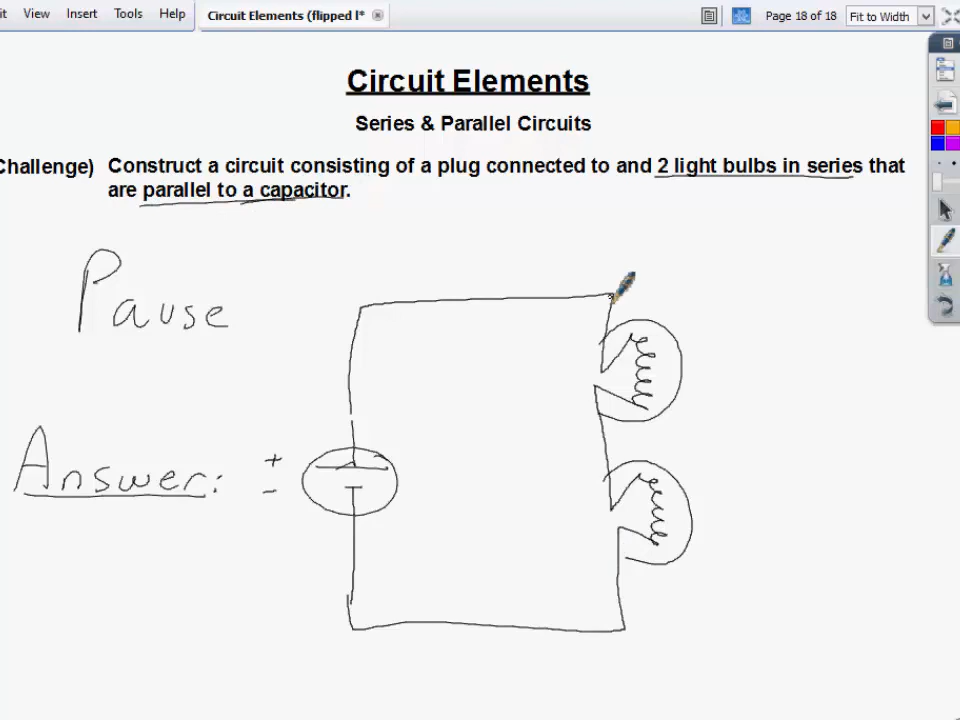 it View Insert Tools Help
Circuit Elements (flipped l*
Page 18 of 18
Fit to Width
Circuit Elements
Series & Parallel Circuits
Challenge) Construct a circuit consisting of a plug connected to and 2 light bulbs in series that
are parallel to a capacitor.
Pause
Answer:
+
-